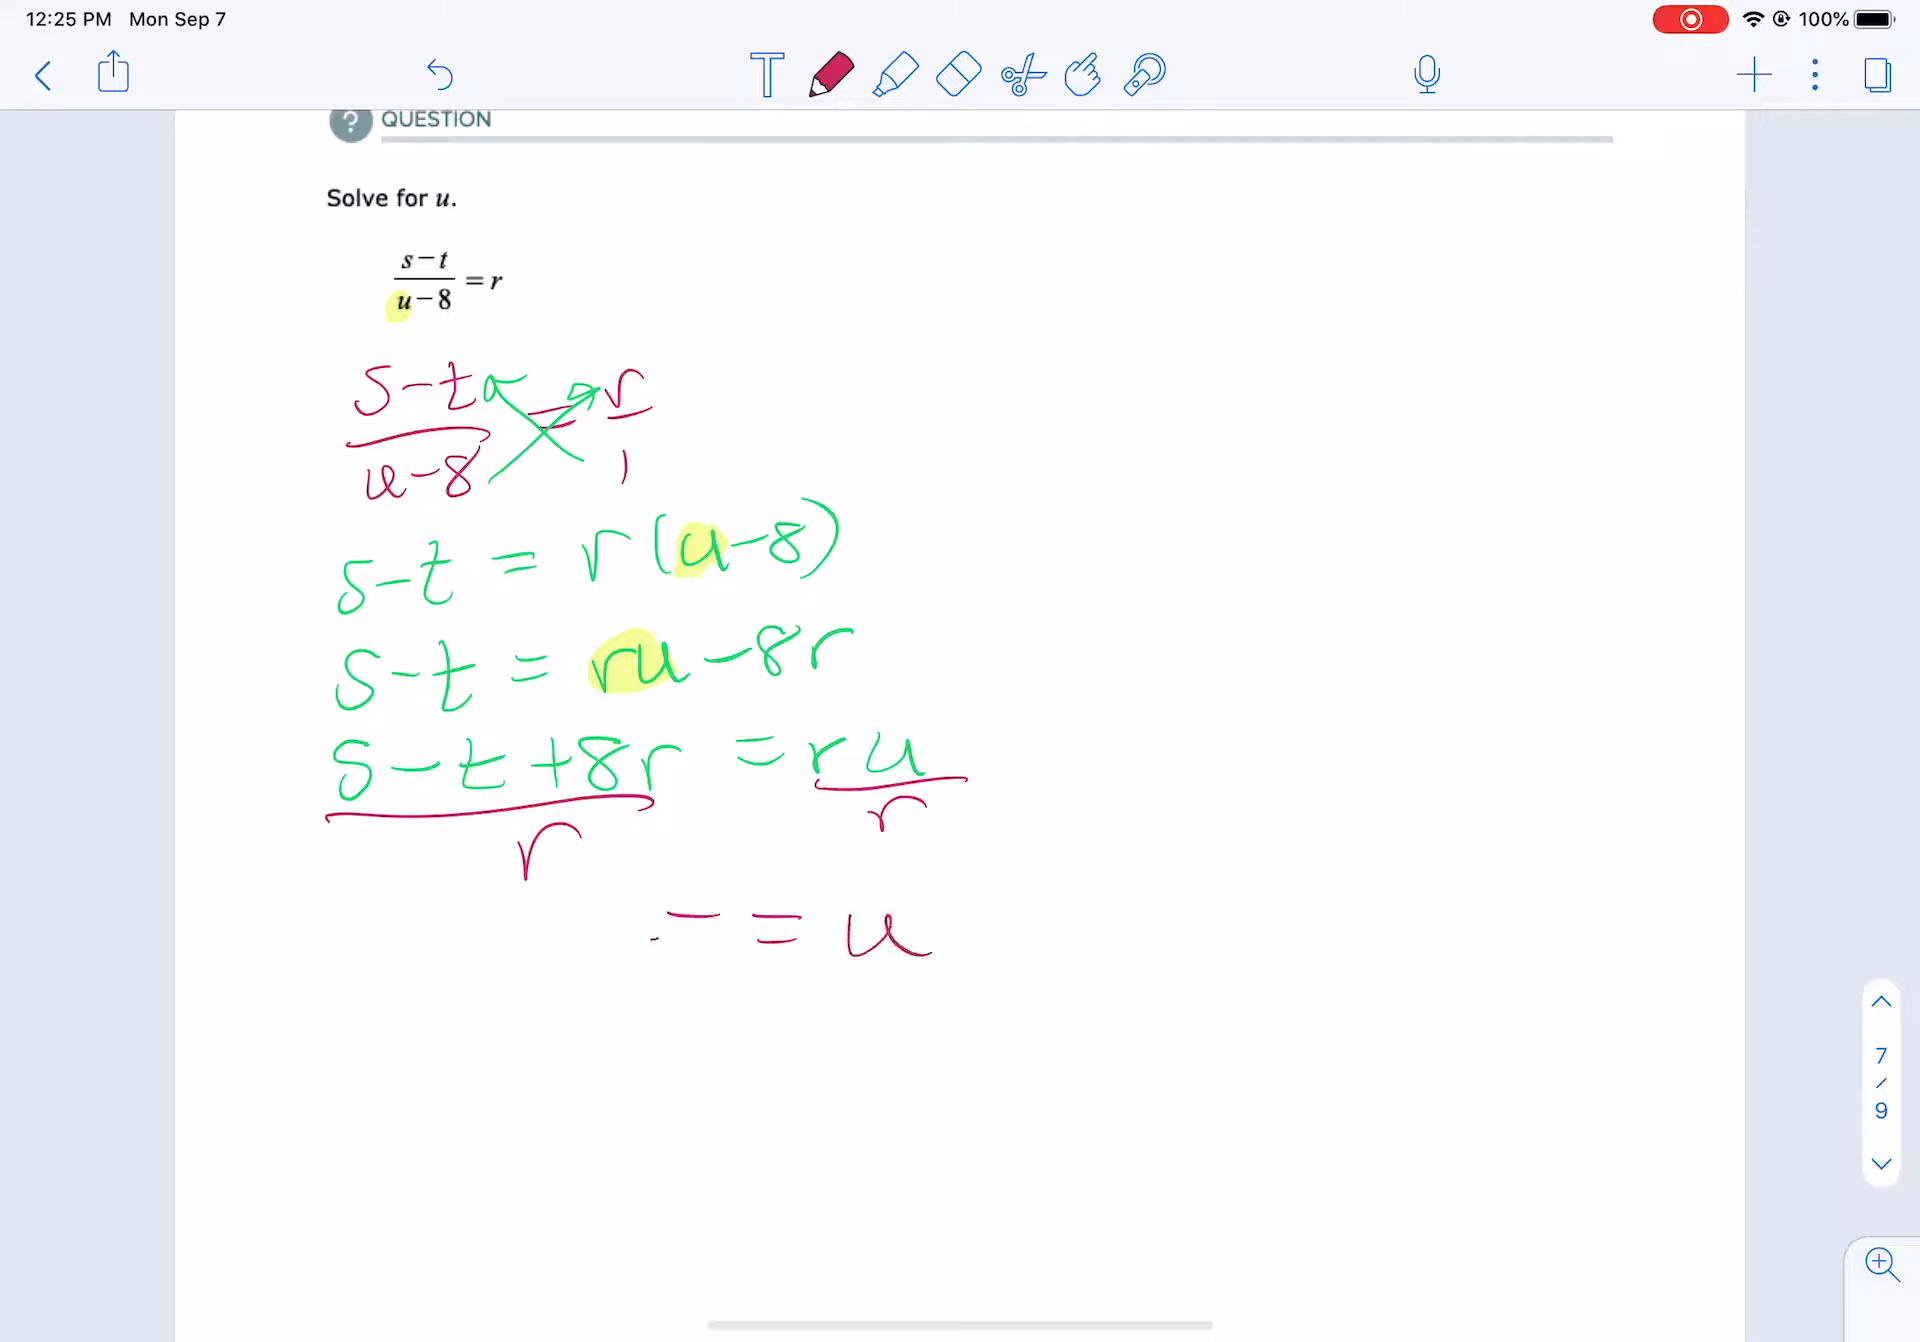 12:25 PM Mon Sep 7 100%
T
? QUESTION
Solve for u.
s-t
u-8
= r
s-t = r
u-8 1
s-t = r(u-8)
s-t = ru-8r
s-t+8r = ru
r r
- = u
7
/
9